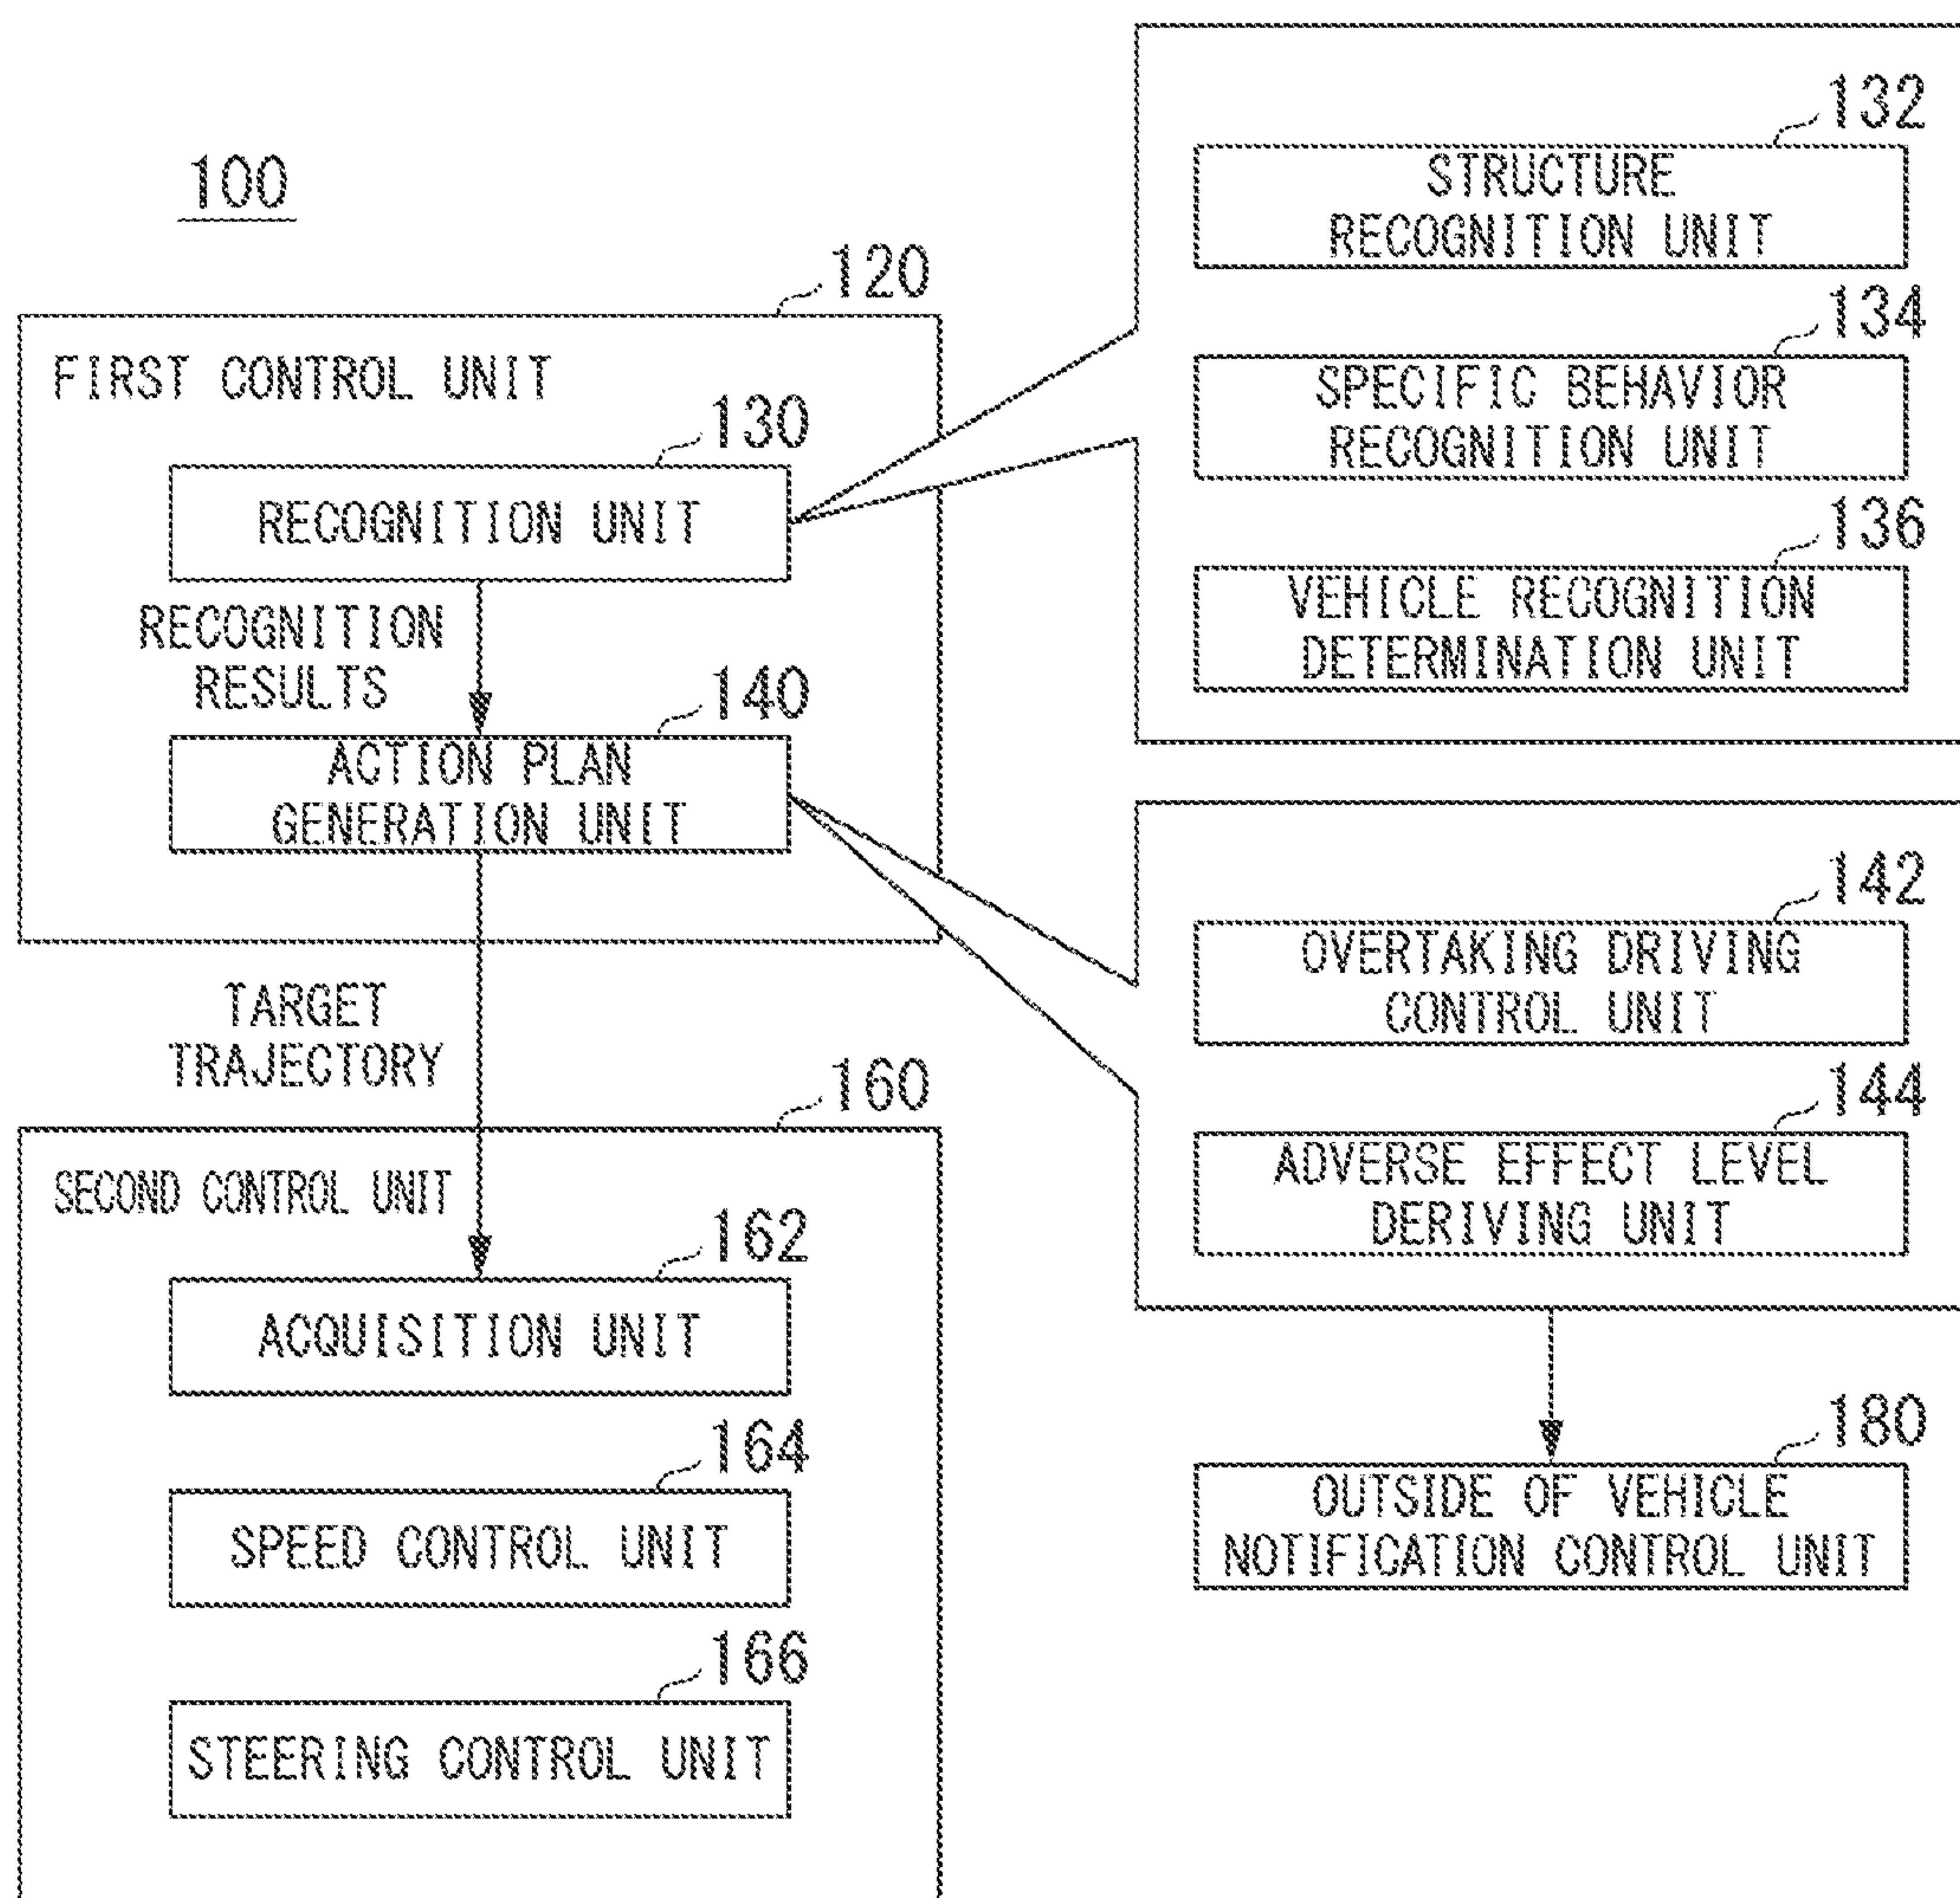 100
120
FIRST CONTROL UNIT
130
RECOGNITION UNIT
RECOGNITION
RESULTS
140
ACTION PLAN
GENERATION UNIT
TARGET
TRAJECTORY
160
SECOND CONTROL UNIT
162
ACQUISITION UNIT
164
SPEED CONTROL UNIT
166
STEERING CONTROL UNIT
132
STRUCTURE
RECOGNITION UNIT
134
SPECIFIC BEHAVIOR
RECOGNITION UNIT
136
VEHICLE RECOGNITION
DETERMINATION UNIT
142
OVERTAKING DRIVING
CONTROL UNIT
144
ADVERSE EFFECT LEVEL
DERIVING UNIT
180
OUTSIDE OF VEHICLE
NOTIFICATION CONTROL UNIT